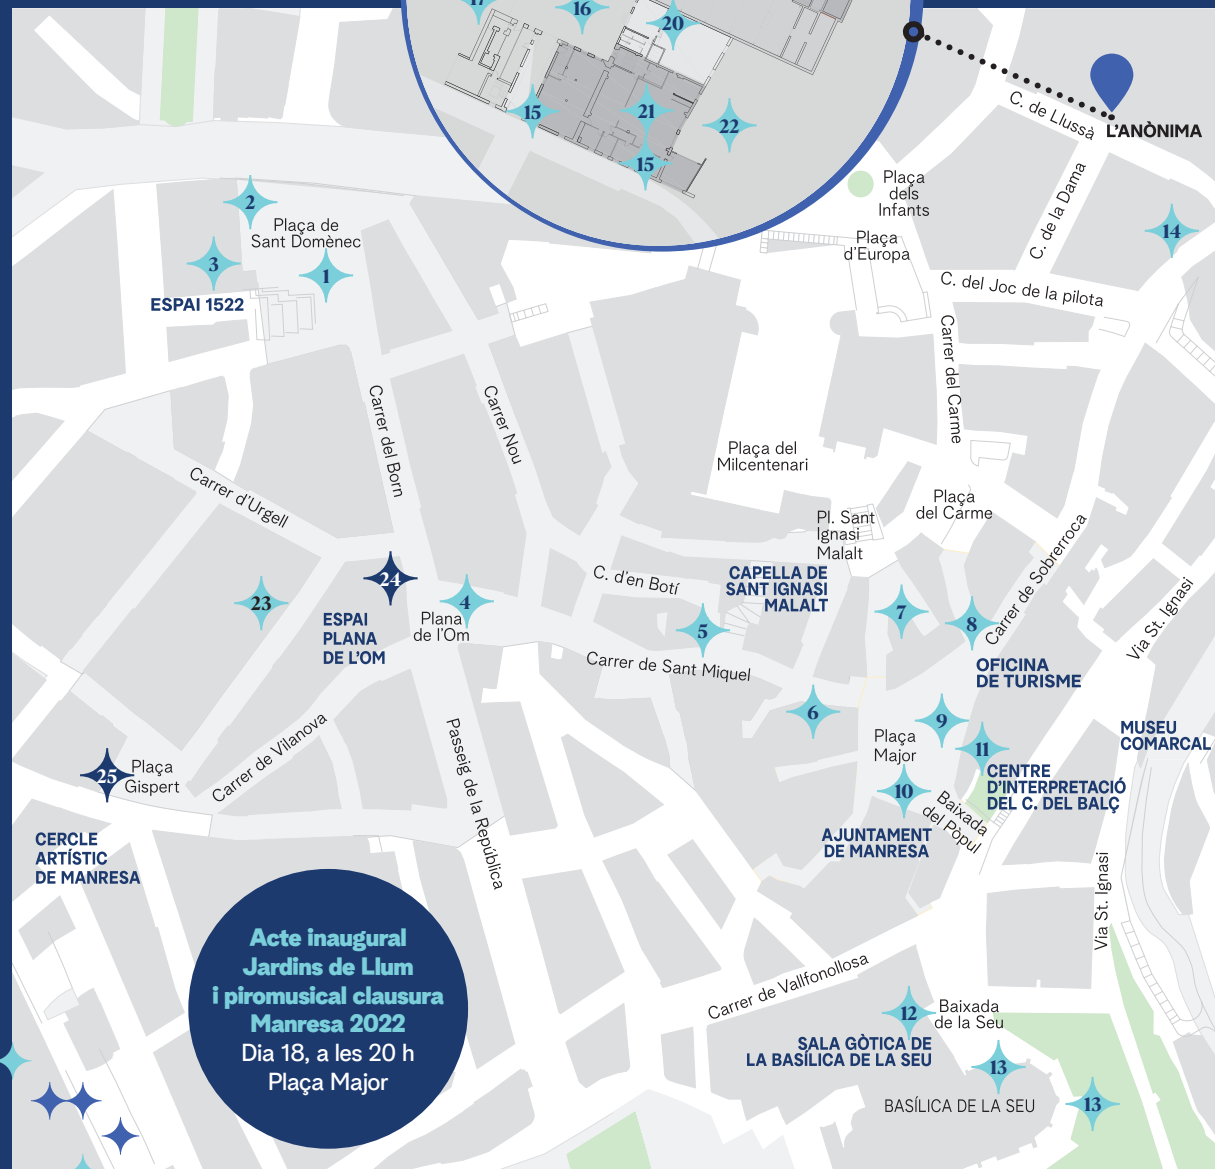 17
16
20
15
21
22
15
C. de Llussà
L'ANÒNIMA
Plaça
dels
Infants
C. de la Dama
14
2
Plaça de
Sant Domènec
Plaça
d'Europa
3
1
ESPAI 1522
C. del Joc de la pilota
Carrer del Carme
Carrer del Born
Carrer Nou
Plaça del
Milcentenari
Carrer d'Urgell
Plaça
del Carme
Pl. Sant
Ignasi
Malalt
Carrer de Sobrerroca
24
C. d'en Botí
CAPELLA DE
SANT IGNASI
MALALT
Via St. Ignasi
23
4
ESPAI
PLANA
DE L'OM
Plana
de l'Om
5
7
8
Carrer de Sant Miquel
OFICINA
DE TURISME
6
9
Plaça
Major
11
MUSEU
COMARCAL
Carrer de Vilanova
Passeig de la República
25
Plaça
Gispert
CENTRE
D'INTERPRETACIÓ
DEL C. DEL BALÇ
10
Baixada
del Pòpul
AJUNTAMENT
DE MANRESA
CERCLE
ARTÍSTIC
DE MANRESA
Via St. Ignasi
Acte inaugural
Jardins de Llum
i piromusical clausura
Manresa 2022
Dia 18, a les 20 h
Plaça Major
Carrer de Vallfonollosa
12
Baixada
de la Seu
SALA GÒTICA DE
LA BASÍLICA DE LA SEU
13
BASÍLICA DE LA SEU
13